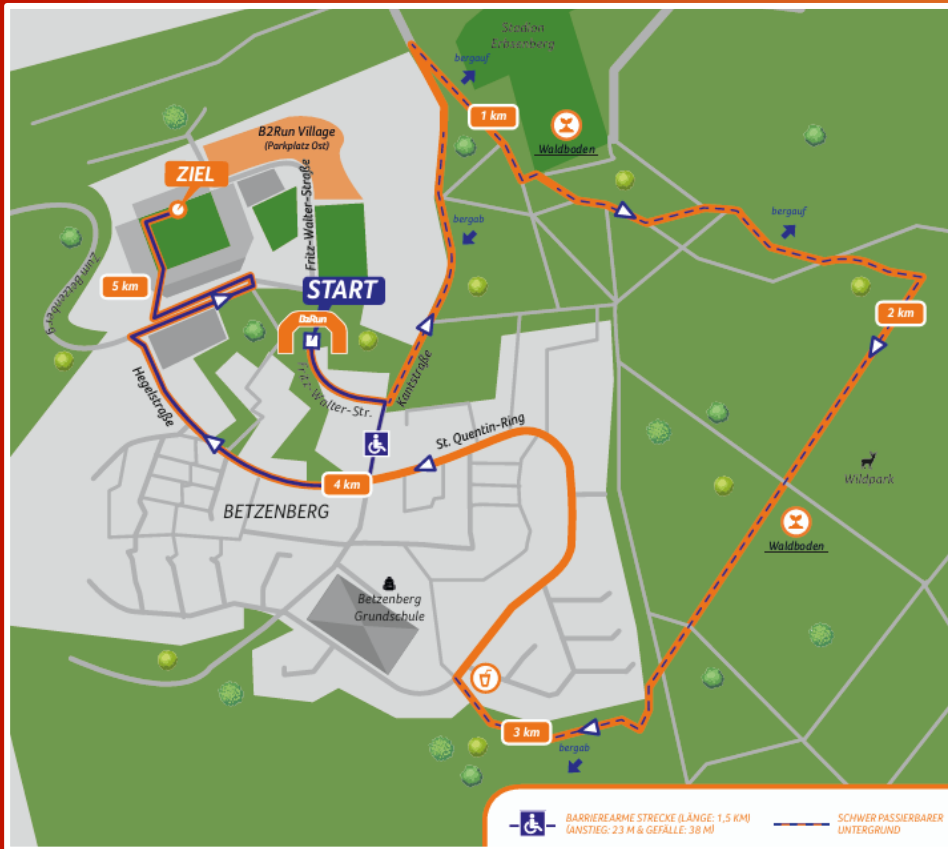 Stadion
Erbsenberg
bergauf
1 km
Waldboden
B2Run Village
(Parkplatz Ost)
ZIEL
Fritz-Walter-Straße
bergauf
bergab
Zum Betzenberg
5 km
START
B2Run
2 km
Fritz-Walter-Str.
Kantstraße
Hegelstraße
St. Quentin-Ring
4 km
BETZENBERG
Wildpark
Waldboden
Betzenberg
Grundschule
3 km
bergab
BARRIEREARME STRECKE (LÄNGE: 1,5 KM)
(ANSTIEG: 23 M & GEFÄLLE: 38 M)
SCHWER PASSIERBARER
UNTERGRUND